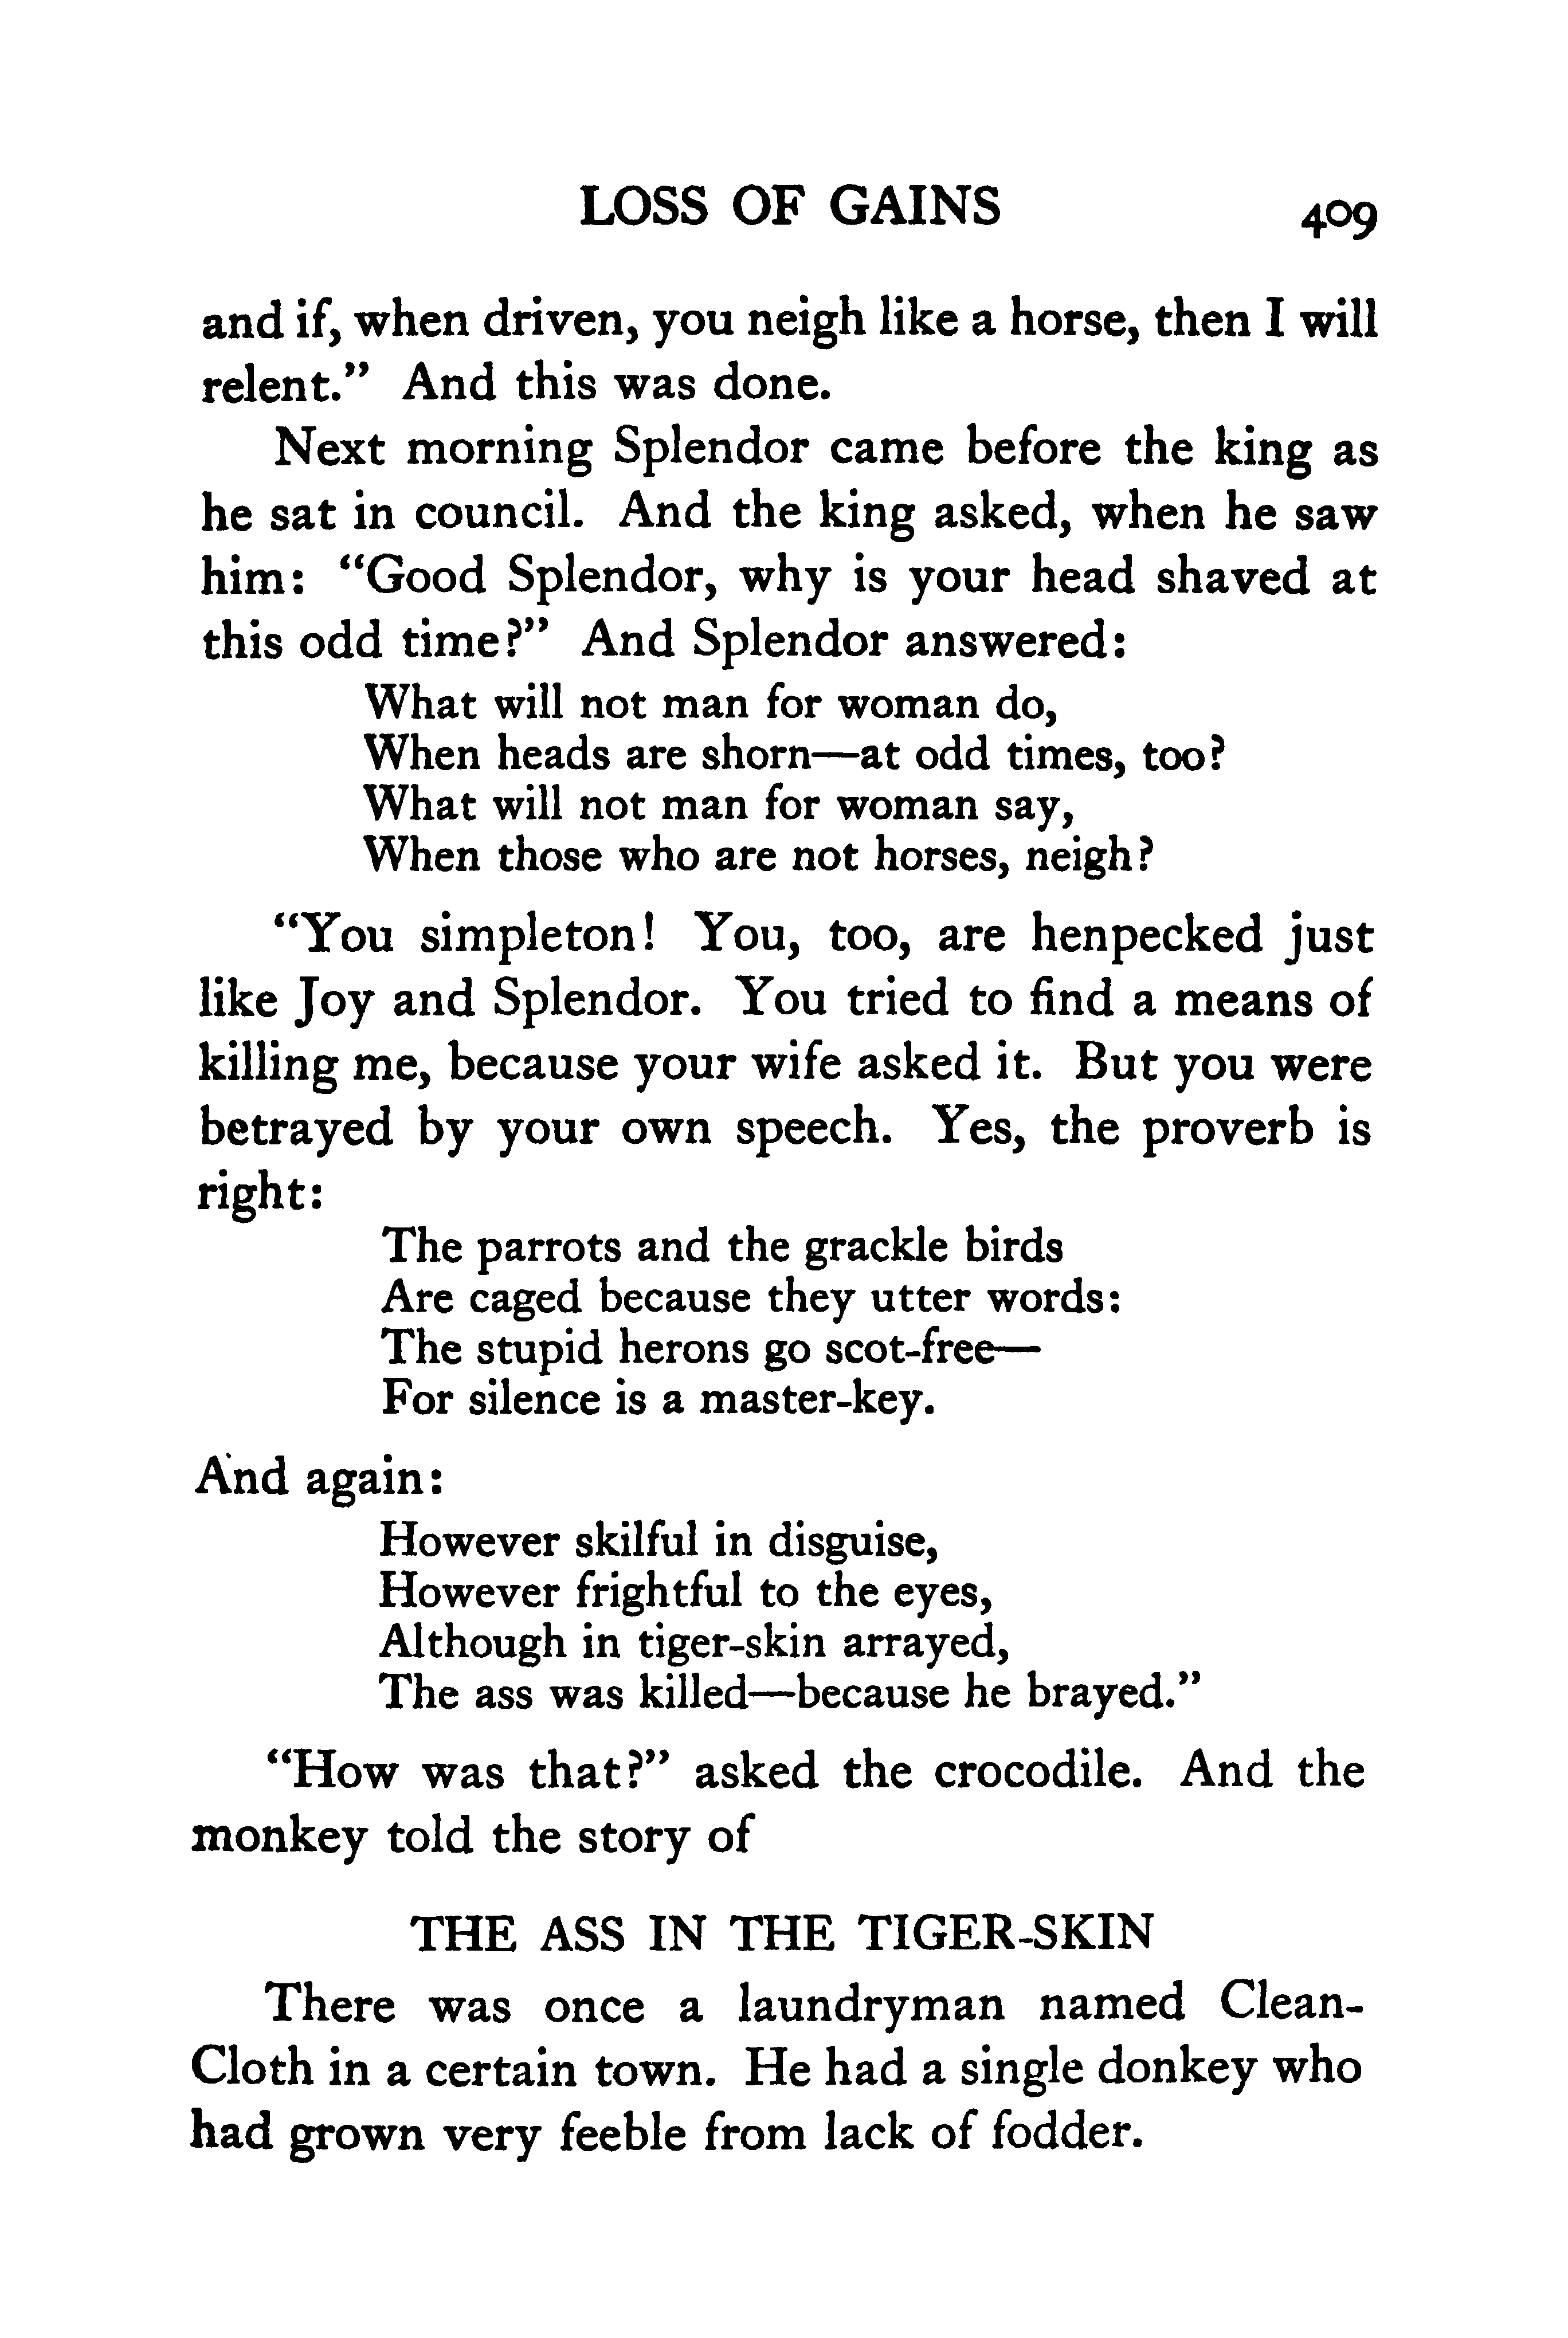 LOSS OF GAINS 409
and if, when driven, you neigh like a horse, then I will
relent.” And this was done.
Next morning Splendor came before the king as
he sat in council. And the king asked, when he saw
him: “Good Splendor, why is your head shaved at
this odd time?” And Splendor answered:
What will not man for woman do,
When heads are shorn—at odd times, too?
What will not man for woman say,
When those who are not horses, neigh?
“You simpleton! You, too, are henpecked just
like Joy and Splendor. You tried to find a means of
killing me, because your wife asked it. But you were
betrayed by your own speech. Yes, the proverb is
right:
The parrots and the grackle birds
Are caged because they utter words:
The stupid herons go scot-free—
For silence is a master-key.
And again:
However skilful in disguise,
However frightful to the eyes,
Although in tiger-skin arrayed,
The ass was killed—because he brayed.”
“How was that?” asked the crocodile. And the
monkey told the story of
THE ASS IN THE TIGER-SKIN
There was once a laundryman named Clean-
Cloth in a certain town. He had a single donkey who
had grown very feeble from lack of fodder.